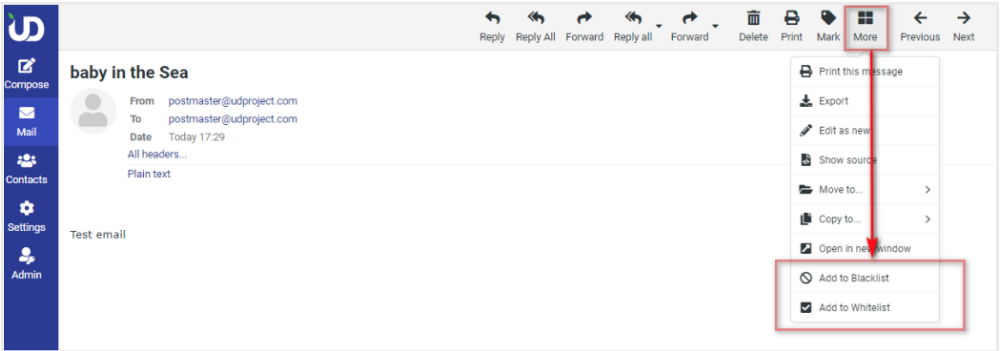 UD
Reply Reply All Forward Reply all Forward Delete Print Mark More Previous Next
Compose
Mail
Contacts
Settings
Admin
baby in the Sea
From postmaster@udproject.com
To postmaster@udproject.com
Date Today 17:29
All headers...
Plain text
Test email
Print this message
Export
Edit as new
Show source
Move to...
Copy to...
Open in new window
Add to Blacklist
Add to Whitelist